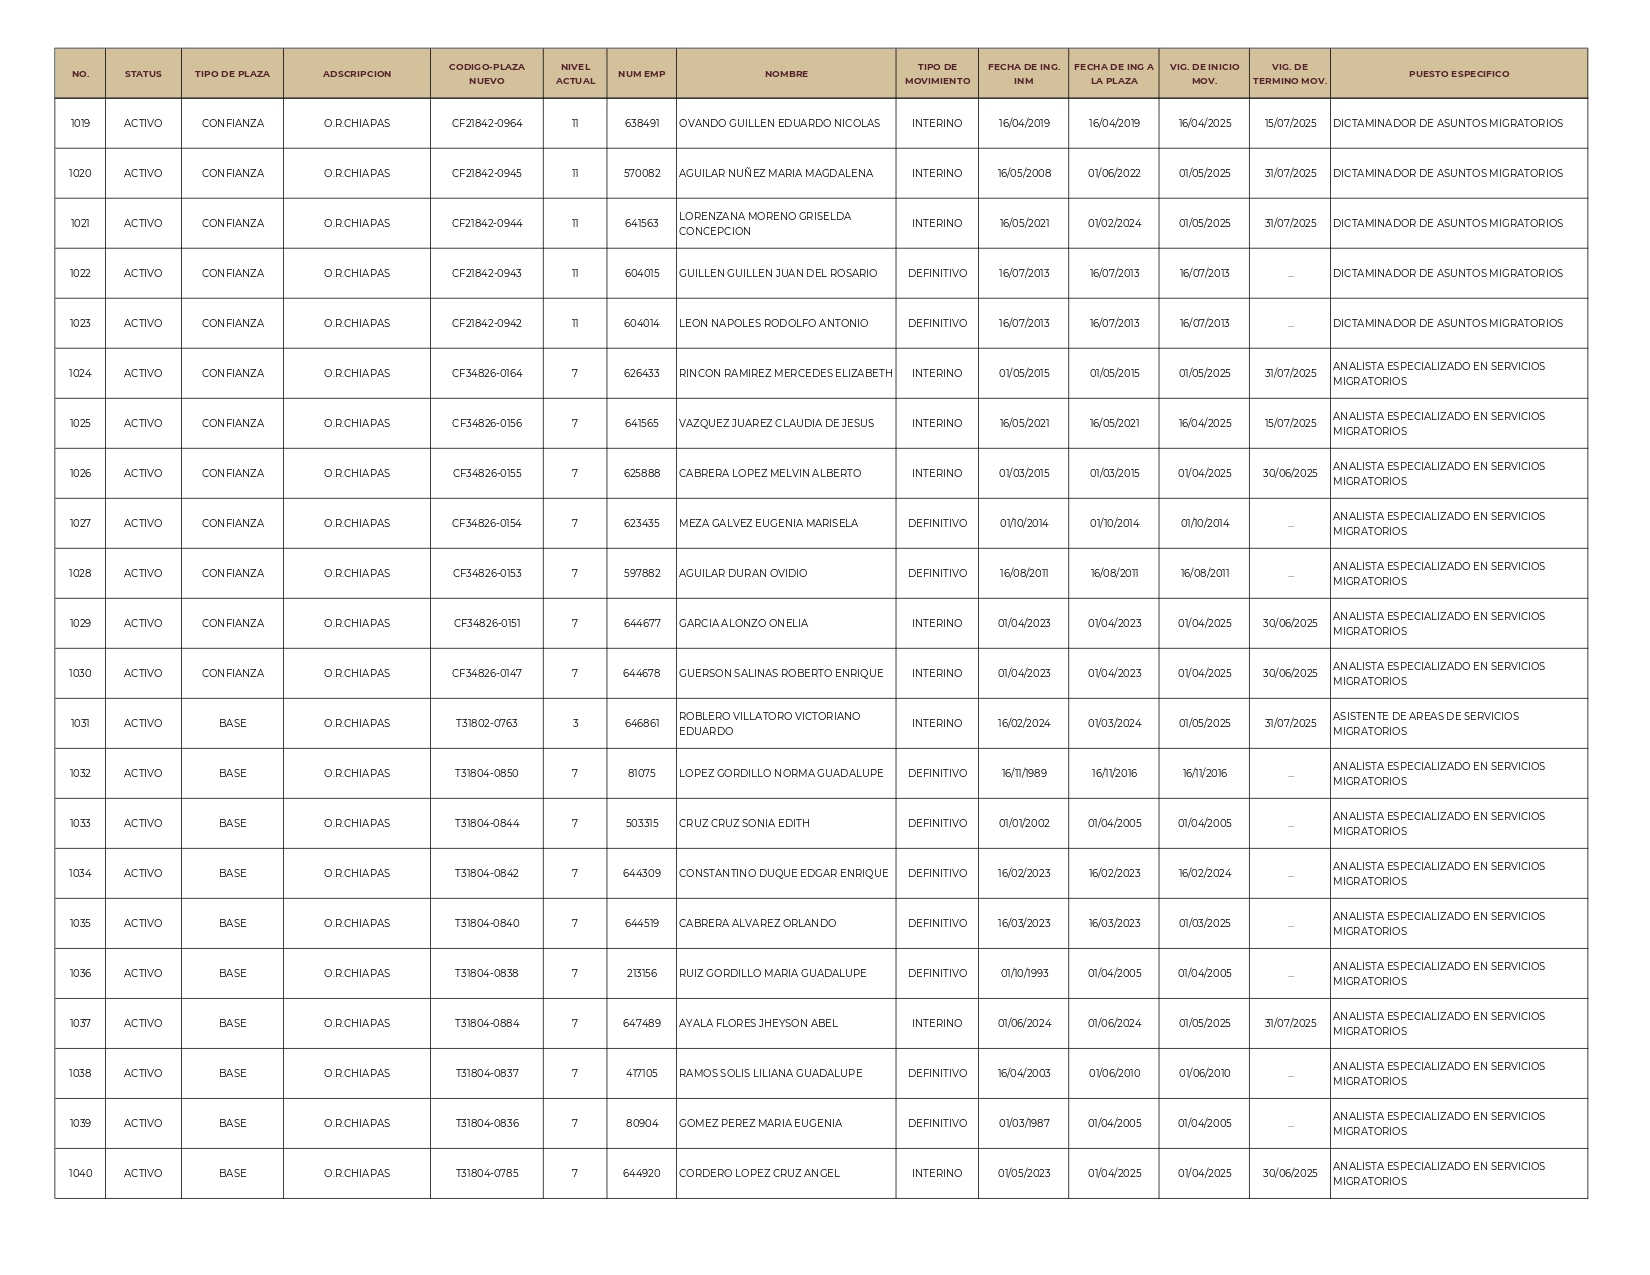 NO. STATUS TIPO DE PLAZA ADSCRIPCION CODIGO-PLAZA NUEVO NIVEL ACTUAL NUM EMP NOMBRE TIPO DE MOVIMIENTO FECHA DE ING. INM FECHA DE ING A LA PLAZA VIG. DE INICIO MOV. VIG. DE TERMINO MOV. PUESTO ESPECIFICO
1019 ACTIVO CONFIANZA O.R.CHIAPAS CF21842-0964 11 638491 OVANDO GUILLEN EDUARDO NICOLAS INTERINO 16/04/2019 16/04/2019 16/04/2025 15/07/2025 DICTAMINADOR DE ASUNTOS MIGRATORIOS
1020 ACTIVO CONFIANZA O.R.CHIAPAS CF21842-0945 11 570082 AGUILAR NUÑEZ MARIA MAGDALENA INTERINO 16/05/2008 01/06/2022 01/05/2025 31/07/2025 DICTAMINADOR DE ASUNTOS MIGRATORIOS
1021 ACTIVO CONFIANZA O.R.CHIAPAS CF21842-0944 11 641563 LORENZANA MORENO GRISELDA CONCEPCION INTERINO 16/05/2021 01/02/2024 01/05/2025 31/07/2025 DICTAMINADOR DE ASUNTOS MIGRATORIOS
1022 ACTIVO CONFIANZA O.R.CHIAPAS CF21842-0943 11 604015 GUILLEN GUILLEN JUAN DEL ROSARIO DEFINITIVO 16/07/2013 16/07/2013 16/07/2013 ... DICTAMINADOR DE ASUNTOS MIGRATORIOS
1023 ACTIVO CONFIANZA O.R.CHIAPAS CF21842-0942 11 604014 LEON NAPOLES RODOLFO ANTONIO DEFINITIVO 16/07/2013 16/07/2013 16/07/2013 ... DICTAMINADOR DE ASUNTOS MIGRATORIOS
1024 ACTIVO CONFIANZA O.R.CHIAPAS CF34826-0164 7 626433 RINCON RAMIREZ MERCEDES ELIZABETH INTERINO 01/05/2015 01/05/2015 01/05/2025 31/07/2025 ANALISTA ESPECIALIZADO EN SERVICIOS MIGRATORIOS
1025 ACTIVO CONFIANZA O.R.CHIAPAS CF34826-0156 7 641565 VAZQUEZ JUAREZ CLAUDIA DE JESUS INTERINO 16/05/2021 16/05/2021 16/04/2025 15/07/2025 ANALISTA ESPECIALIZADO EN SERVICIOS MIGRATORIOS
1026 ACTIVO CONFIANZA O.R.CHIAPAS CF34826-0155 7 625888 CABRERA LOPEZ MELVIN ALBERTO INTERINO 01/03/2015 01/03/2015 01/04/2025 30/06/2025 ANALISTA ESPECIALIZADO EN SERVICIOS MIGRATORIOS
1027 ACTIVO CONFIANZA O.R.CHIAPAS CF34826-0154 7 623435 MEZA GALVEZ EUGENIA MARISELA DEFINITIVO 01/10/2014 01/10/2014 01/10/2014 ... ANALISTA ESPECIALIZADO EN SERVICIOS MIGRATORIOS
1028 ACTIVO CONFIANZA O.R.CHIAPAS CF34826-0153 7 597882 AGUILAR DURAN OVIDIO DEFINITIVO 16/08/2011 16/08/2011 16/08/2011 ... ANALISTA ESPECIALIZADO EN SERVICIOS MIGRATORIOS
1029 ACTIVO CONFIANZA O.R.CHIAPAS CF34826-0151 7 644677 GARCIA ALONZO ONELIA INTERINO 01/04/2023 01/04/2023 01/04/2025 30/06/2025 ANALISTA ESPECIALIZADO EN SERVICIOS MIGRATORIOS
1030 ACTIVO CONFIANZA O.R.CHIAPAS CF34826-0147 7 644678 GUERSON SALINAS ROBERTO ENRIQUE INTERINO 01/04/2023 01/04/2023 01/04/2025 30/06/2025 ANALISTA ESPECIALIZADO EN SERVICIOS MIGRATORIOS
1031 ACTIVO BASE O.R.CHIAPAS T31802-0763 3 646861 ROBLERO VILLATORO VICTORIANO EDUARDO INTERINO 16/02/2024 01/03/2024 01/05/2025 31/07/2025 ASISTENTE DE AREAS DE SERVICIOS MIGRATORIOS
1032 ACTIVO BASE O.R.CHIAPAS T31804-0850 7 81075 LOPEZ GORDILLO NORMA GUADALUPE DEFINITIVO 16/11/1989 16/11/2016 16/11/2016 ... ANALISTA ESPECIALIZADO EN SERVICIOS MIGRATORIOS
1033 ACTIVO BASE O.R.CHIAPAS T31804-0844 7 503315 CRUZ CRUZ SONIA EDITH DEFINITIVO 01/01/2002 01/04/2005 01/04/2005 ... ANALISTA ESPECIALIZADO EN SERVICIOS MIGRATORIOS
1034 ACTIVO BASE O.R.CHIAPAS T31804-0842 7 644309 CONSTANTINO DUQUE EDGAR ENRIQUE DEFINITIVO 16/02/2023 16/02/2023 16/02/2024 ... ANALISTA ESPECIALIZADO EN SERVICIOS MIGRATORIOS
1035 ACTIVO BASE O.R.CHIAPAS T31804-0840 7 644519 CABRERA ALVAREZ ORLANDO DEFINITIVO 16/03/2023 16/03/2023 01/03/2025 ... ANALISTA ESPECIALIZADO EN SERVICIOS MIGRATORIOS
1036 ACTIVO BASE O.R.CHIAPAS T31804-0838 7 213156 RUIZ GORDILLO MARIA GUADALUPE DEFINITIVO 01/10/1993 01/04/2005 01/04/2005 ... ANALISTA ESPECIALIZADO EN SERVICIOS MIGRATORIOS
1037 ACTIVO BASE O.R.CHIAPAS T31804-0884 7 647489 AYALA FLORES JHEYSON ABEL INTERINO 01/06/2024 01/06/2024 01/05/2025 31/07/2025 ANALISTA ESPECIALIZADO EN SERVICIOS MIGRATORIOS
1038 ACTIVO BASE O.R.CHIAPAS T31804-0837 7 417105 RAMOS SOLIS LILIANA GUADALUPE DEFINITIVO 16/04/2003 01/06/2010 01/06/2010 ... ANALISTA ESPECIALIZADO EN SERVICIOS MIGRATORIOS
1039 ACTIVO BASE O.R.CHIAPAS T31804-0836 7 80904 GOMEZ PEREZ MARIA EUGENIA DEFINITIVO 01/03/1987 01/04/2005 01/04/2005 ... ANALISTA ESPECIALIZADO EN SERVICIOS MIGRATORIOS
1040 ACTIVO BASE O.R.CHIAPAS T31804-0785 7 644920 CORDERO LOPEZ CRUZ ANGEL INTERINO 01/05/2023 01/04/2025 01/04/2025 30/06/2025 ANALISTA ESPECIALIZADO EN SERVICIOS MIGRATORIOS